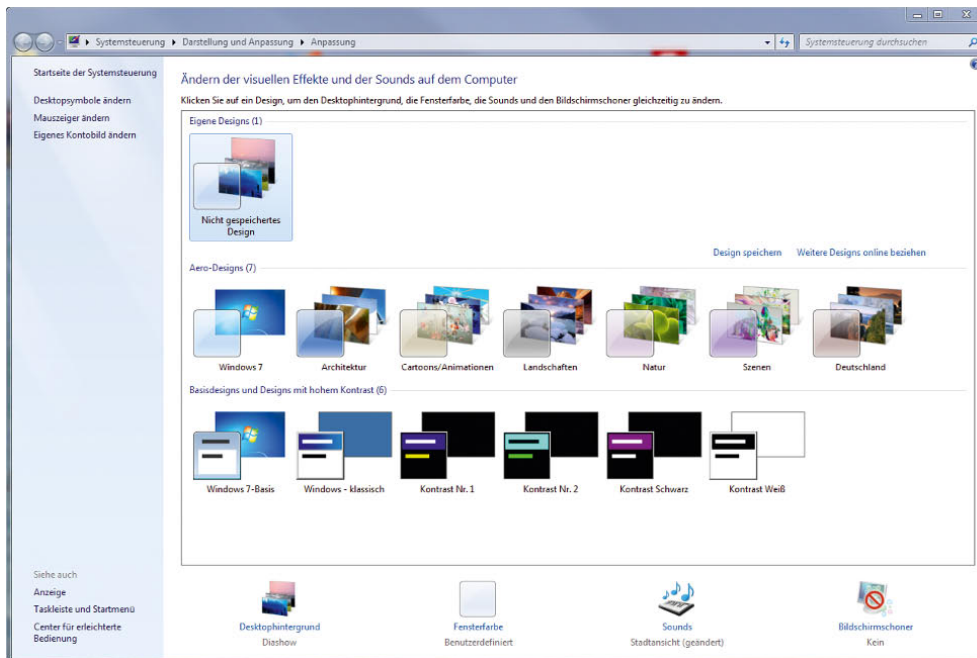 Systemsteuerung ▸ Darstellung und Anpassung ▸ Anpassung
Systemsteuerung durchsuchen
Startseite der Systemsteuerung
Desktopsymbole ändern
Mauszeiger ändern
Eigenes Kontobild ändern
Ändern der visuellen Effekte und der Sounds auf dem Computer
Klicken Sie auf ein Design, um den Desktophintergrund, die Fensterfarbe, die Sounds und den Bildschirmschoner gleichzeitig zu ändern.
Eigene Designs (1)
Nicht gespeichertes
Design
Design speichern Weitere Designs online beziehen
Aero-Designs (7)
Windows 7 Architektur Cartoons/Animationen Landschaften Natur Szenen Deutschland
Basisdesigns und Designs mit hohem Kontrast (6)
Windows 7-Basis Windows - klassisch Kontrast Nr. 1 Kontrast Nr. 2 Kontrast Schwarz Kontrast Weiß
Siehe auch
Anzeige
Taskleiste und Startmenü
Center für erleichterte
Bedienung
Desktophintergrund Fensterfarbe Sounds Bildschirmschoner
Diashow Benutzerdefiniert Stadtansicht (geändert) Kein